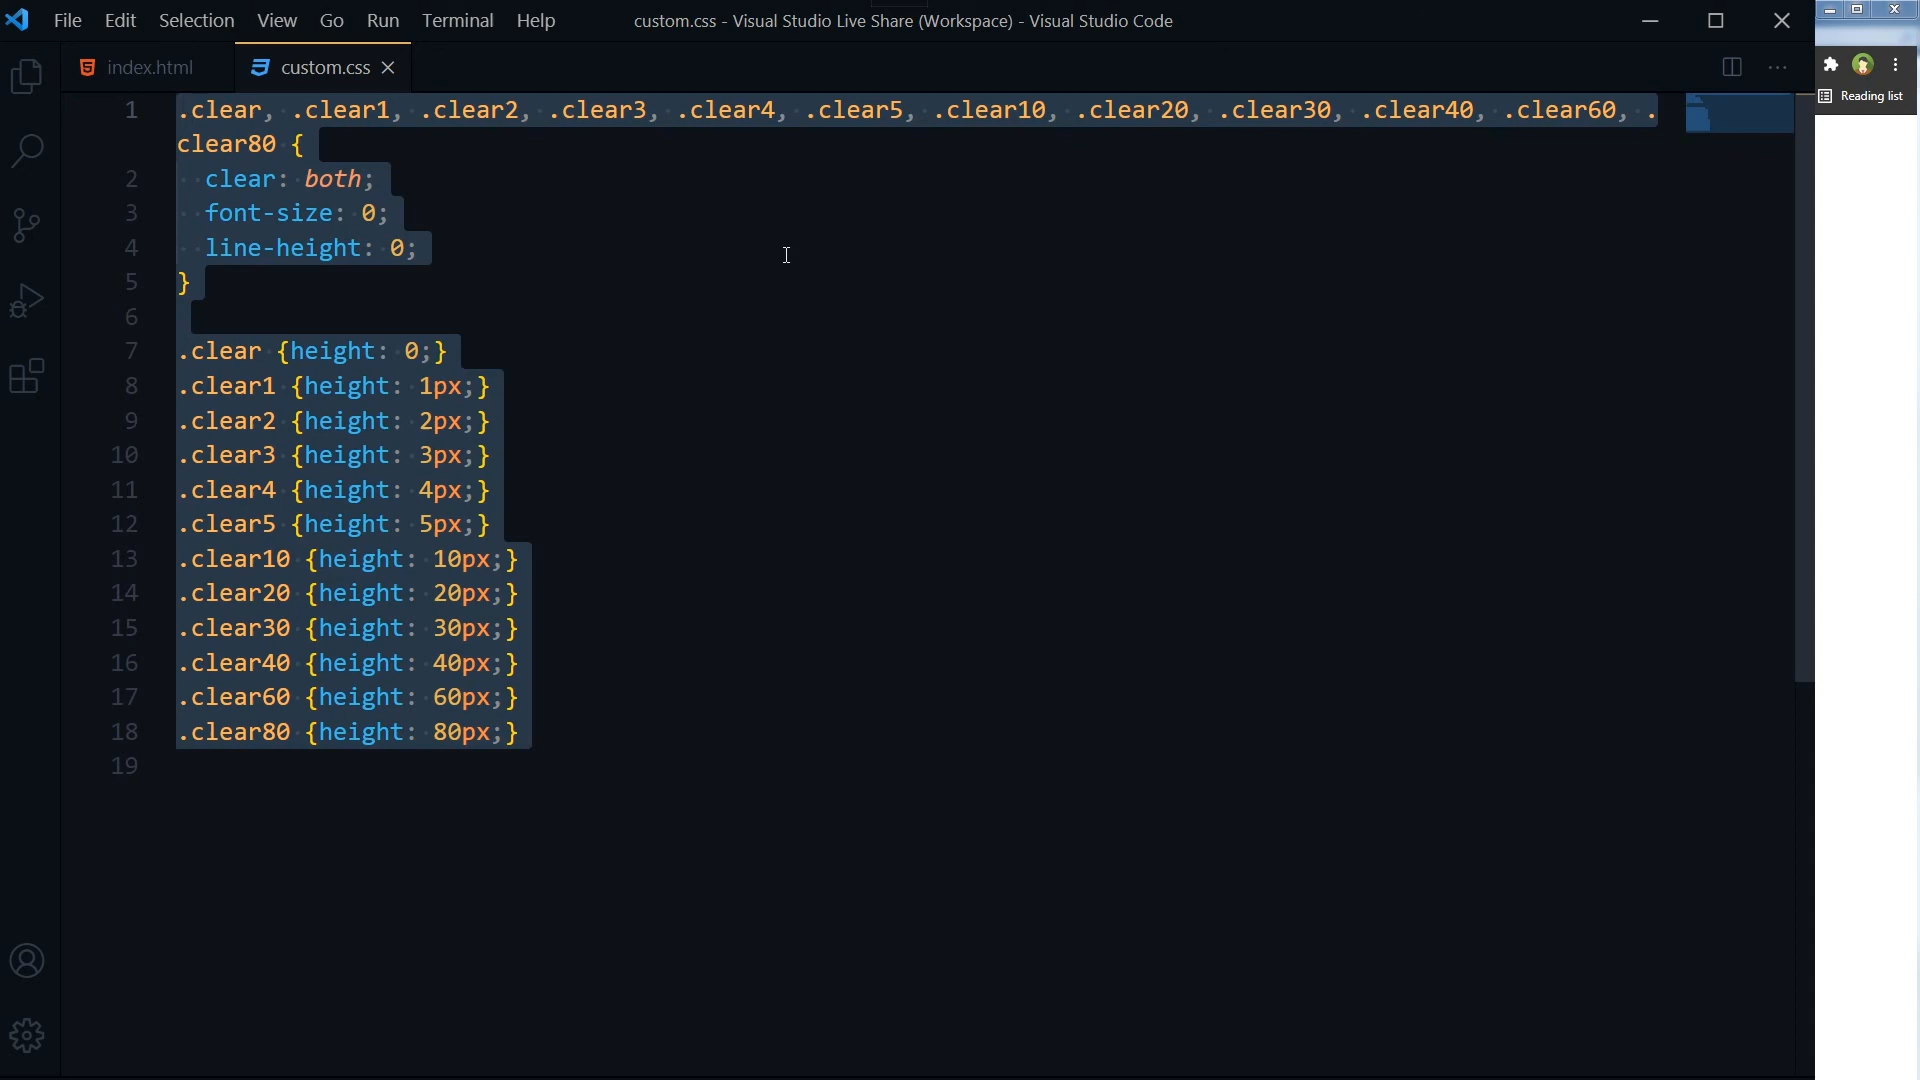 File Edit Selection View Go Run Terminal Help custom.css - Visual Studio Live Share (Workspace) - Visual Studio Code
index.html custom.css
Reading list
1 .clear, .clear1, .clear2, .clear3, .clear4, .clear5, .clear10, .clear20, .clear30, .clear40, .clear60, .
clear80 {
2 clear: both;
3 font-size: 0;
4 line-height: 0;
5 }
6
7 .clear {height: 0;}
8 .clear1 {height: 1px;}
9 .clear2 {height: 2px;}
10 .clear3 {height: 3px;}
11 .clear4 {height: 4px;}
12 .clear5 {height: 5px;}
13 .clear10 {height: 10px;}
14 .clear20 {height: 20px;}
15 .clear30 {height: 30px;}
16 .clear40 {height: 40px;}
17 .clear60 {height: 60px;}
18 .clear80 {height: 80px;}
19